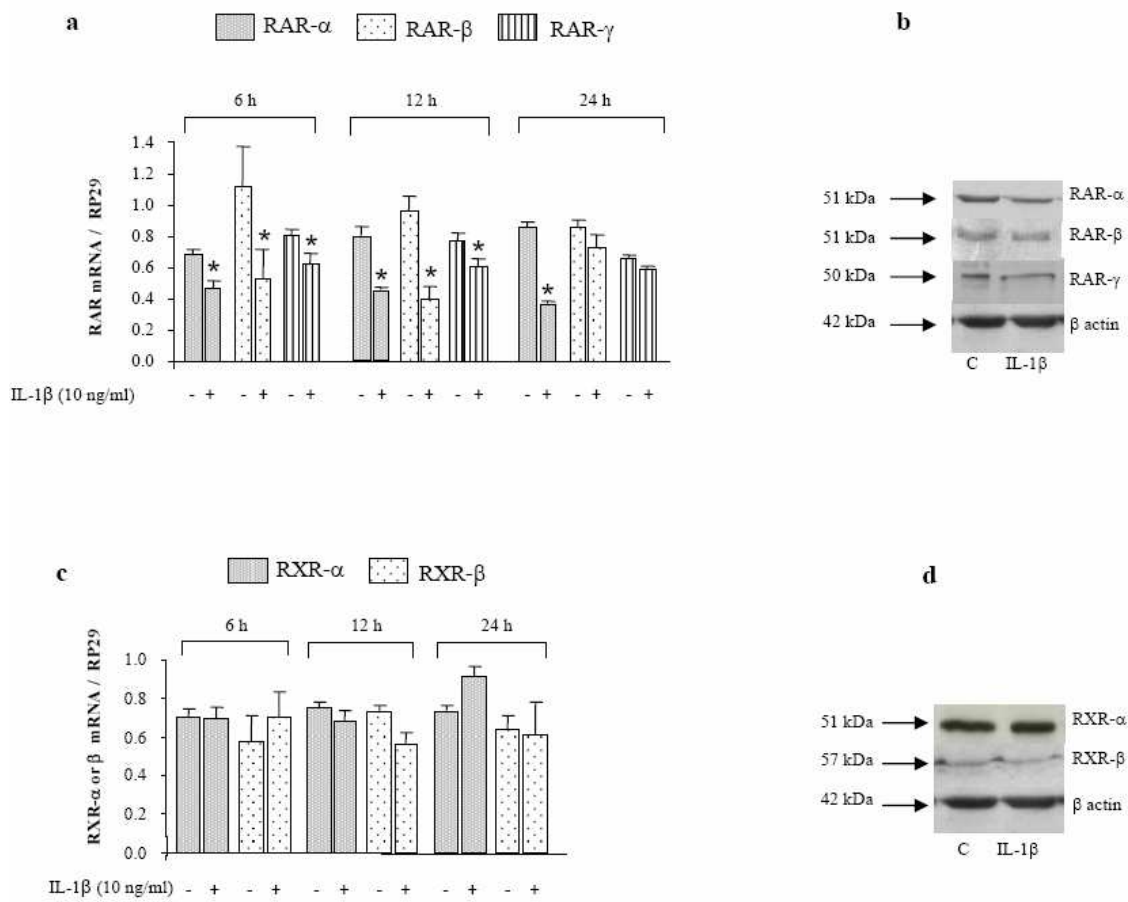 a
RAR-α RAR-β RAR-γ
6 h 12 h 24 h
RAR mRNA / RP29
1.4
1.2
1.0
0.8
0.6
0.4
0.2
0.0
* * * * * * *
IL-1β (10 ng/ml) - + - + - + - + - + - + - + - + - +
b
51 kDa RAR-α
51 kDa RAR-β
50 kDa RAR-γ
42 kDa β actin
C IL-1β
c
RXR-α RXR-β
6 h 12 h 24 h
RXR-α or β mRNA / RP29
1.0
0.8
0.6
0.4
0.2
0.0
IL-1β (10 ng/ml) - + - + - + - + - + - +
d
51 kDa RXR-α
57 kDa RXR-β
42 kDa β actin
C IL-1β